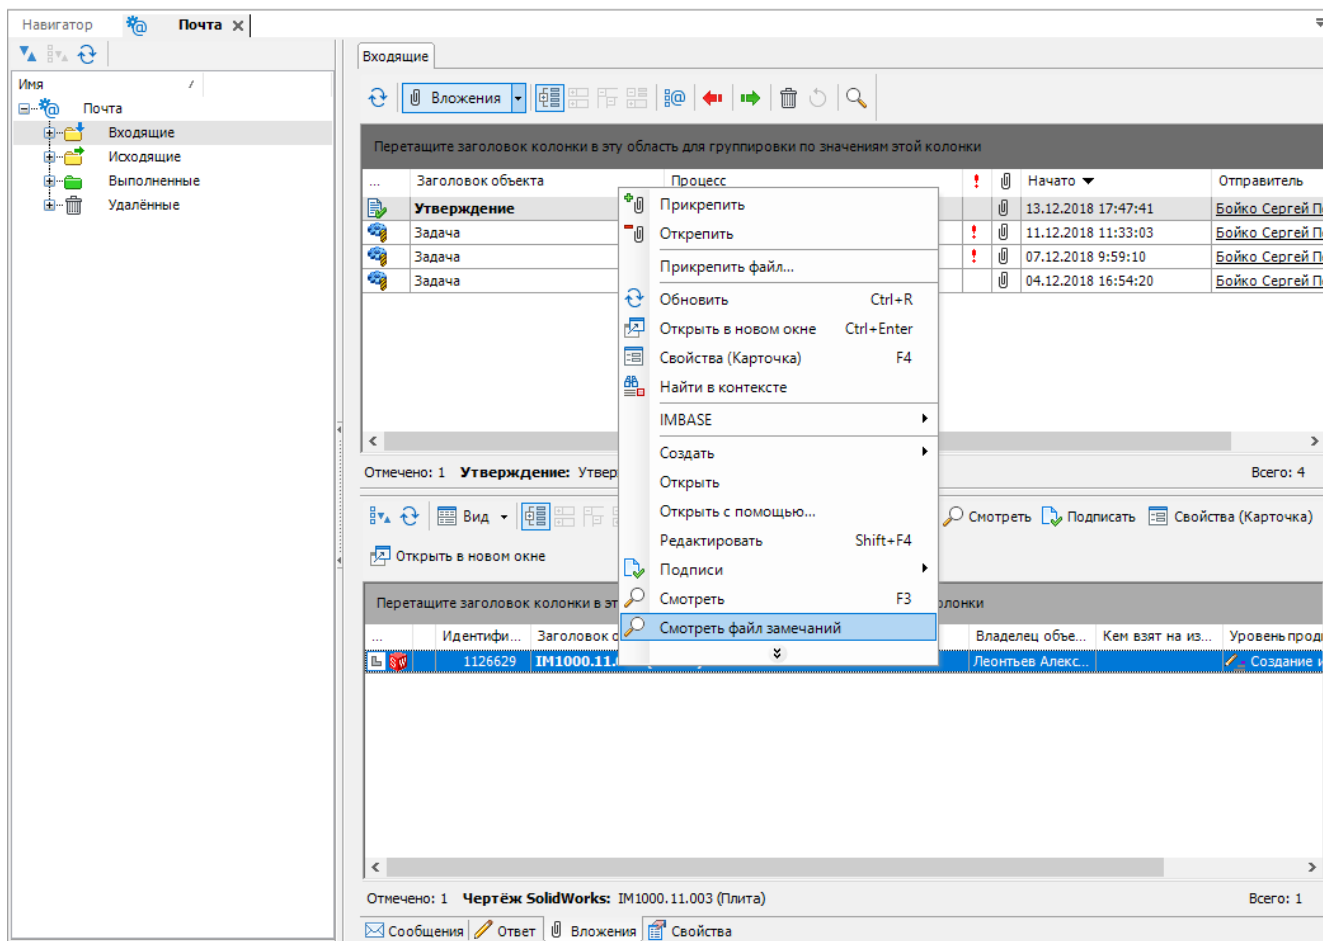 Навигатор Почта
Входящие
Имя
Почта
Входящие
Исходящие
Выполненные
Удалённые
Вложения
Перетащите заголовок колонки в эту область для группировки по значениям этой колонки
... Заголовок объекта Процесс ! Начато Отправитель
Утверждение 13.12.2018 17:47:41 Бойко Сергей
Задача ! 11.12.2018 11:33:03 Бойко Сергей
Задача ! 07.12.2018 9:59:10 Бойко Сергей
Задача 04.12.2018 16:54:20 Бойко Сергей
Прикрепить
Открепить
Прикрепить файл...
Обновить Ctrl+R
Открыть в новом окне Ctrl+Enter
Свойства (Карточка) F4
Найти в контексте
IMBASE
Создать
Открыть
Открыть с помощью...
Редактировать Shift+F4
Подписи
Смотреть F3
Смотреть файл замечаний
Отмечено: 1 Утверждение: Утвер Всего: 4
Вид Смотреть Подписать Свойства (Карточка)
Открыть в новом окне
Перетащите заголовок колонки в эт лонки
... Идентифи... Заголовок о Владелец объе... Кем взят на из... Уровень прод
1126629 IM1000.11. Леонтьев Алекс... Создание и
Отмечено: 1 Чертёж SolidWorks: IM1000.11.003 (Плита) Всего: 1
Сообщения Ответ Вложения Свойства